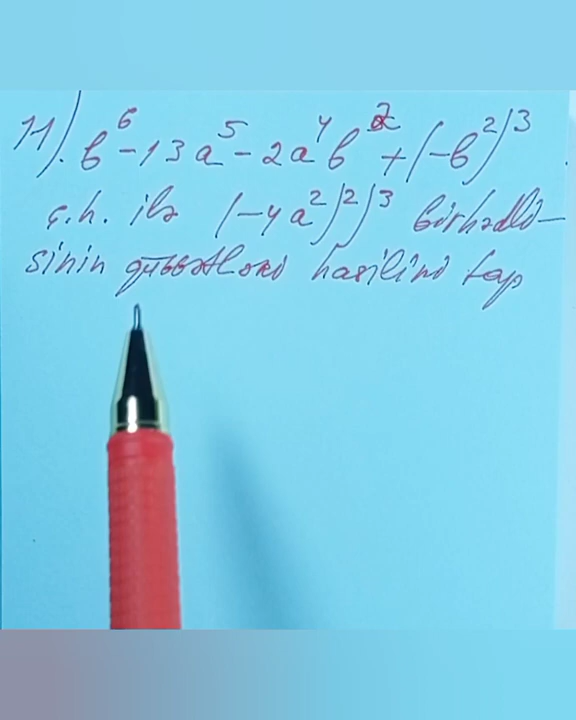 11). b⁶-13a⁵-2a⁴b²+(-b²)³
ç.h. ilə (-4a²)²)³ birhədli-
sinin qüvvətləri hasilini tap